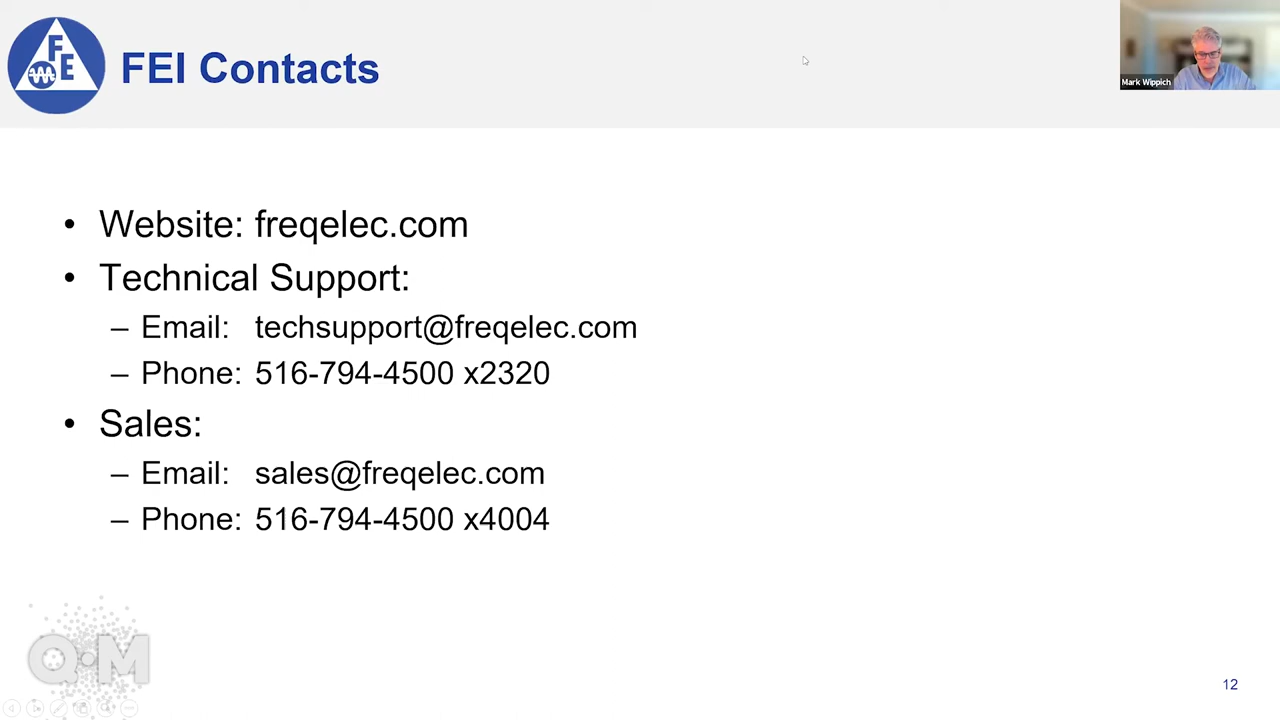 F
E
FEI Contacts
Mark Wippich
• Website: freqelec.com
• Technical Support:
– Email: techsupport@freqelec.com
– Phone: 516-794-4500 x2320
• Sales:
– Email: sales@freqelec.com
– Phone: 516-794-4500 x4004
Q M
12